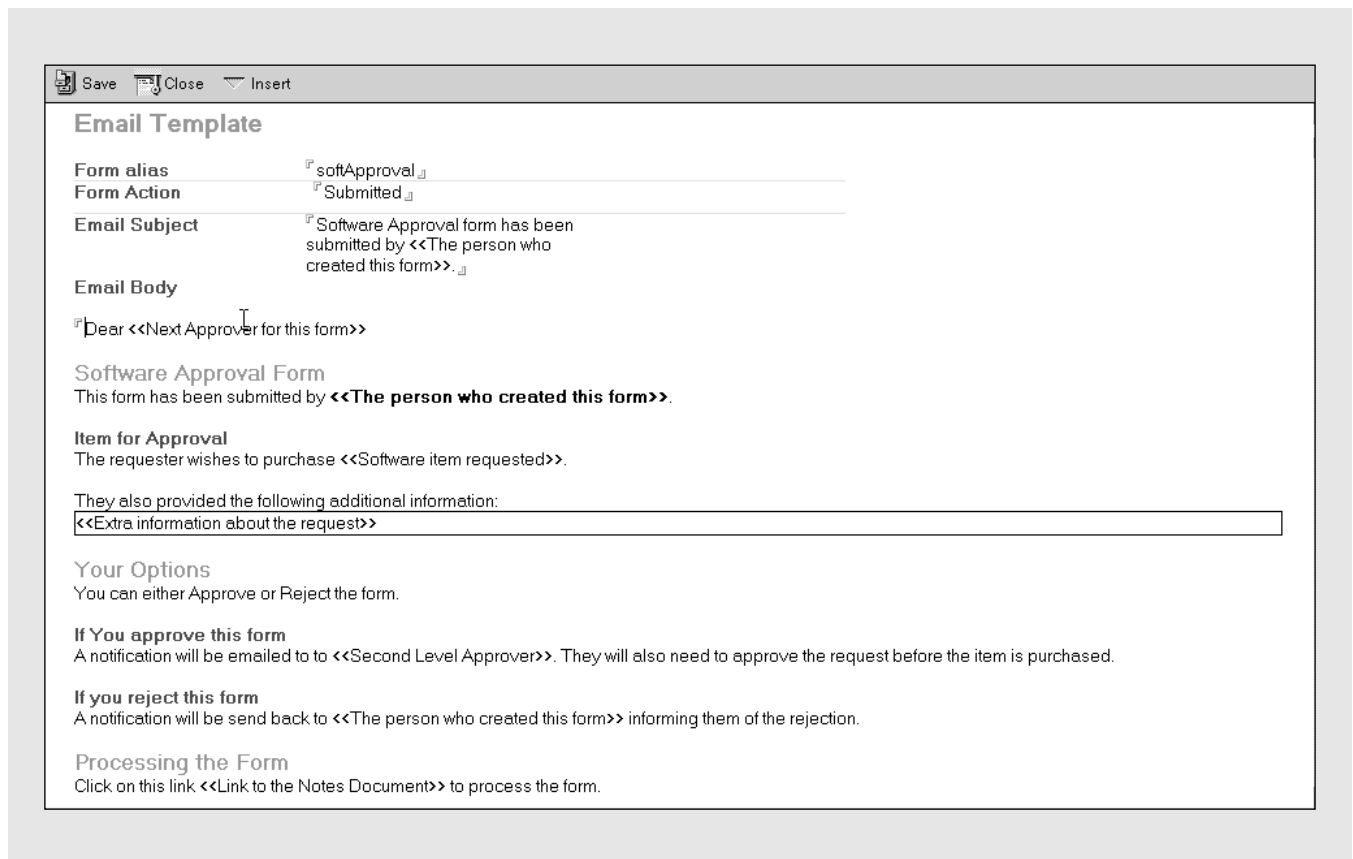 Save Close Insert
Email Template
Form alias softApproval
Form Action Submitted
Email Subject Software Approval form has been
submitted by <<The person who
created this form>>.
Email Body
Dear <<Next Approver for this form>>
Software Approval Form
This form has been submitted by <<The person who created this form>>.
Item for Approval
The requester wishes to purchase <<Software item requested>>.
They also provided the following additional information:
<<Extra information about the request>>
Your Options
You can either Approve or Reject the form.
If You approve this form
A notification will be emailed to to <<Second Level Approver>>. They will also need to approve the request before the item is purchased.
If you reject this form
A notification will be send back to <<The person who created this form>> informing them of the rejection.
Processing the Form
Click on this link <<Link to the Notes Document>> to process the form.